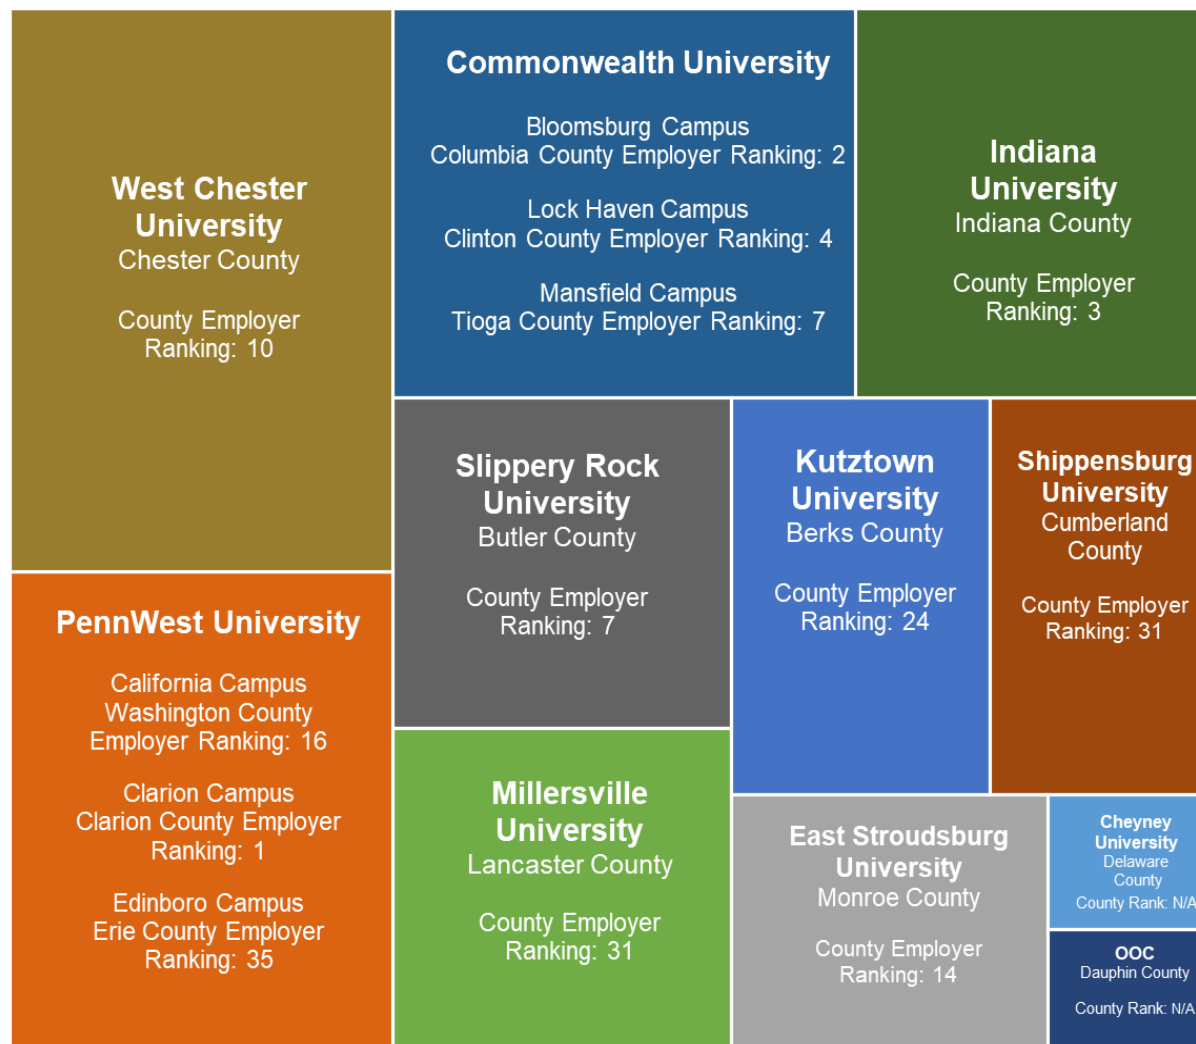 West Chester
University
Chester County
County Employer
Ranking: 10
Commonwealth University
Bloomsburg Campus
Columbia County Employer Ranking: 2
Lock Haven Campus
Clinton County Employer Ranking: 4
Mansfield Campus
Tioga County Employer Ranking: 7
Indiana
University
Indiana County
County Employer
Ranking: 3
Slippery Rock
University
Butler County
County Employer
Ranking: 7
Kutztown
University
Berks County
County Employer
Ranking: 24
Shippensburg
University
Cumberland
County
County Employer
Ranking: 31
PennWest University
California Campus
Washington County
Employer Ranking: 16
Clarion Campus
Clarion County Employer
Ranking: 1
Edinboro Campus
Erie County Employer
Ranking: 35
Millersville
University
Lancaster County
County Employer
Ranking: 31
East Stroudsburg
University
Monroe County
County Employer
Ranking: 14
Cheyney
University
Delaware
County
County Rank: N/A
OOC
Dauphin County
County Rank: N/A